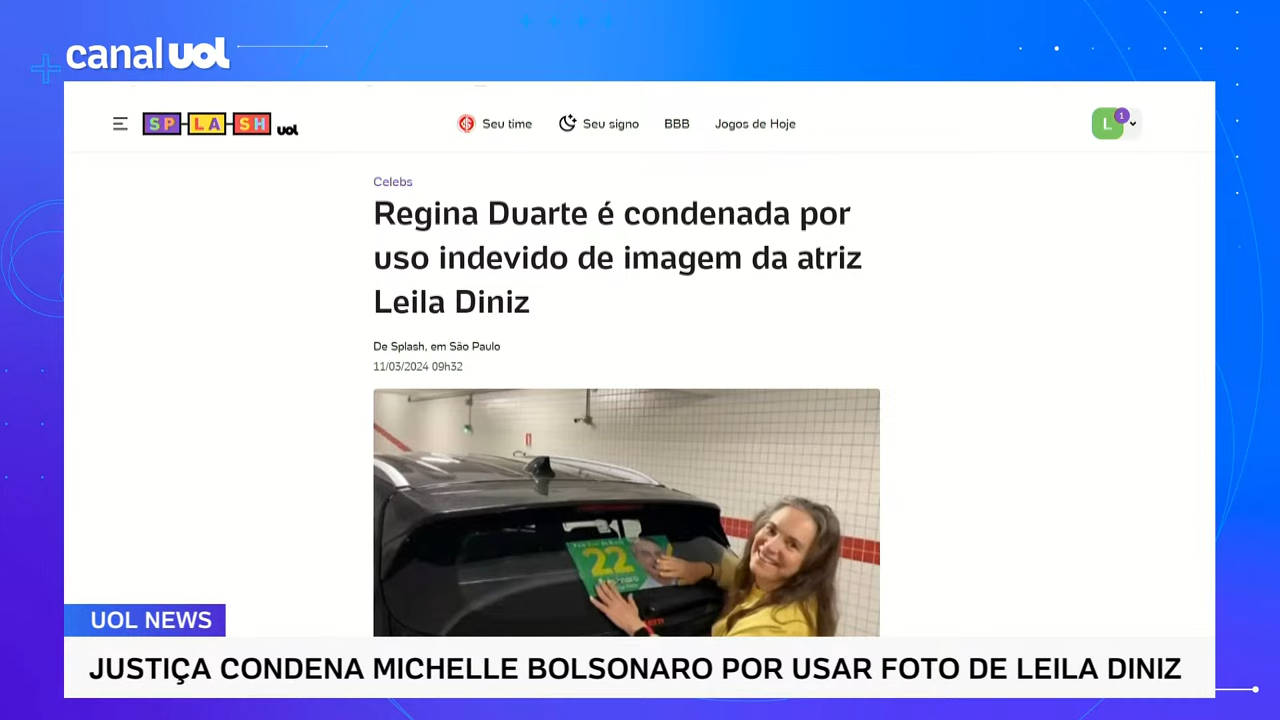 canal uol
SPLASH uol
Seu time
Seu signo
BBB
Jogos de Hoje
L
1
Celebs
Regina Duarte é condenada por
uso indevido de imagem da atriz
Leila Diniz
De Splash, em São Paulo
11/03/2024 09h32
22
UOL NEWS
JUSTIÇA CONDENA MICHELLE BOLSONARO POR USAR FOTO DE LEILA DINIZ